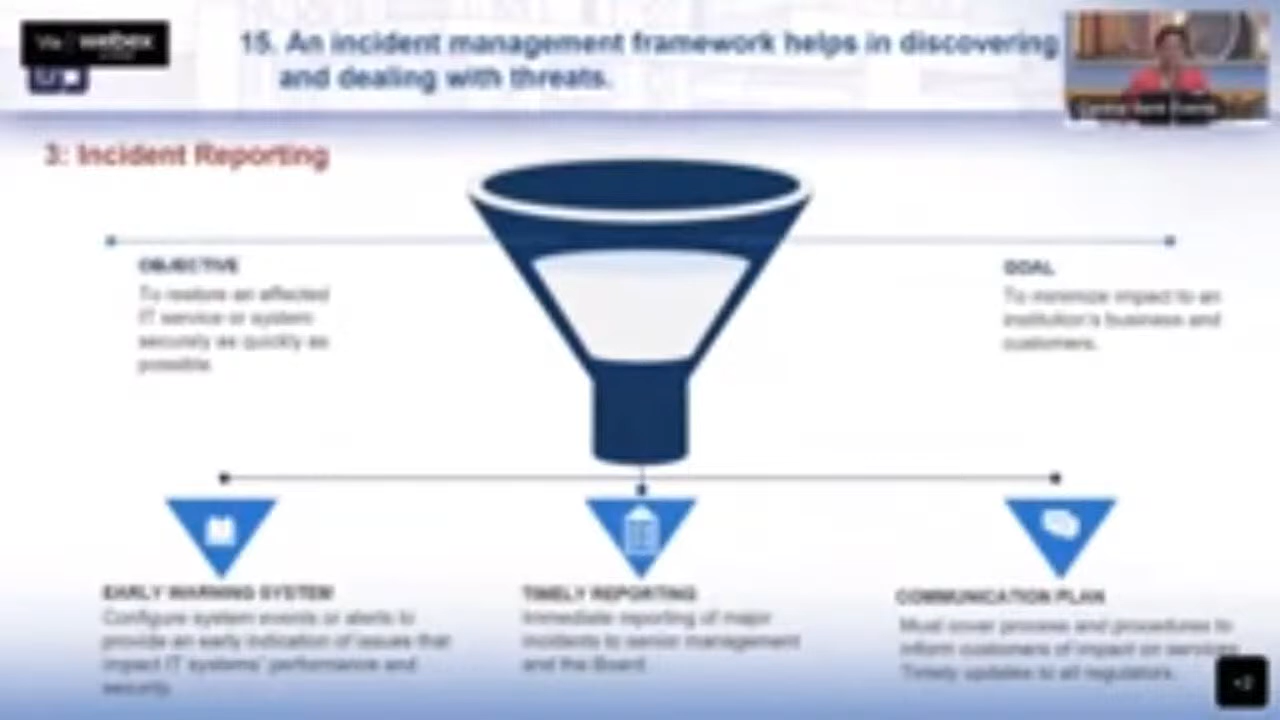 Via webex
15. An incident management framework helps in discovering
and dealing with threats.
3: Incident Reporting
OBJECTIVE
To restore an affected
IT service or system
securely as quickly as
possible.
GOAL
To minimize impact to an
institution's business and
customers.
EARLY WARNING SYSTEM
Configure system events or alerts to
provide an early indication of issues that
impact IT systems' performance and
security.
TIMELY REPORTING
Immediate reporting of major
incidents to senior management
and the Board.
COMMUNICATION PLAN
Must cover process and procedures to
inform customers of impact on services
Timely updates to all regulators.